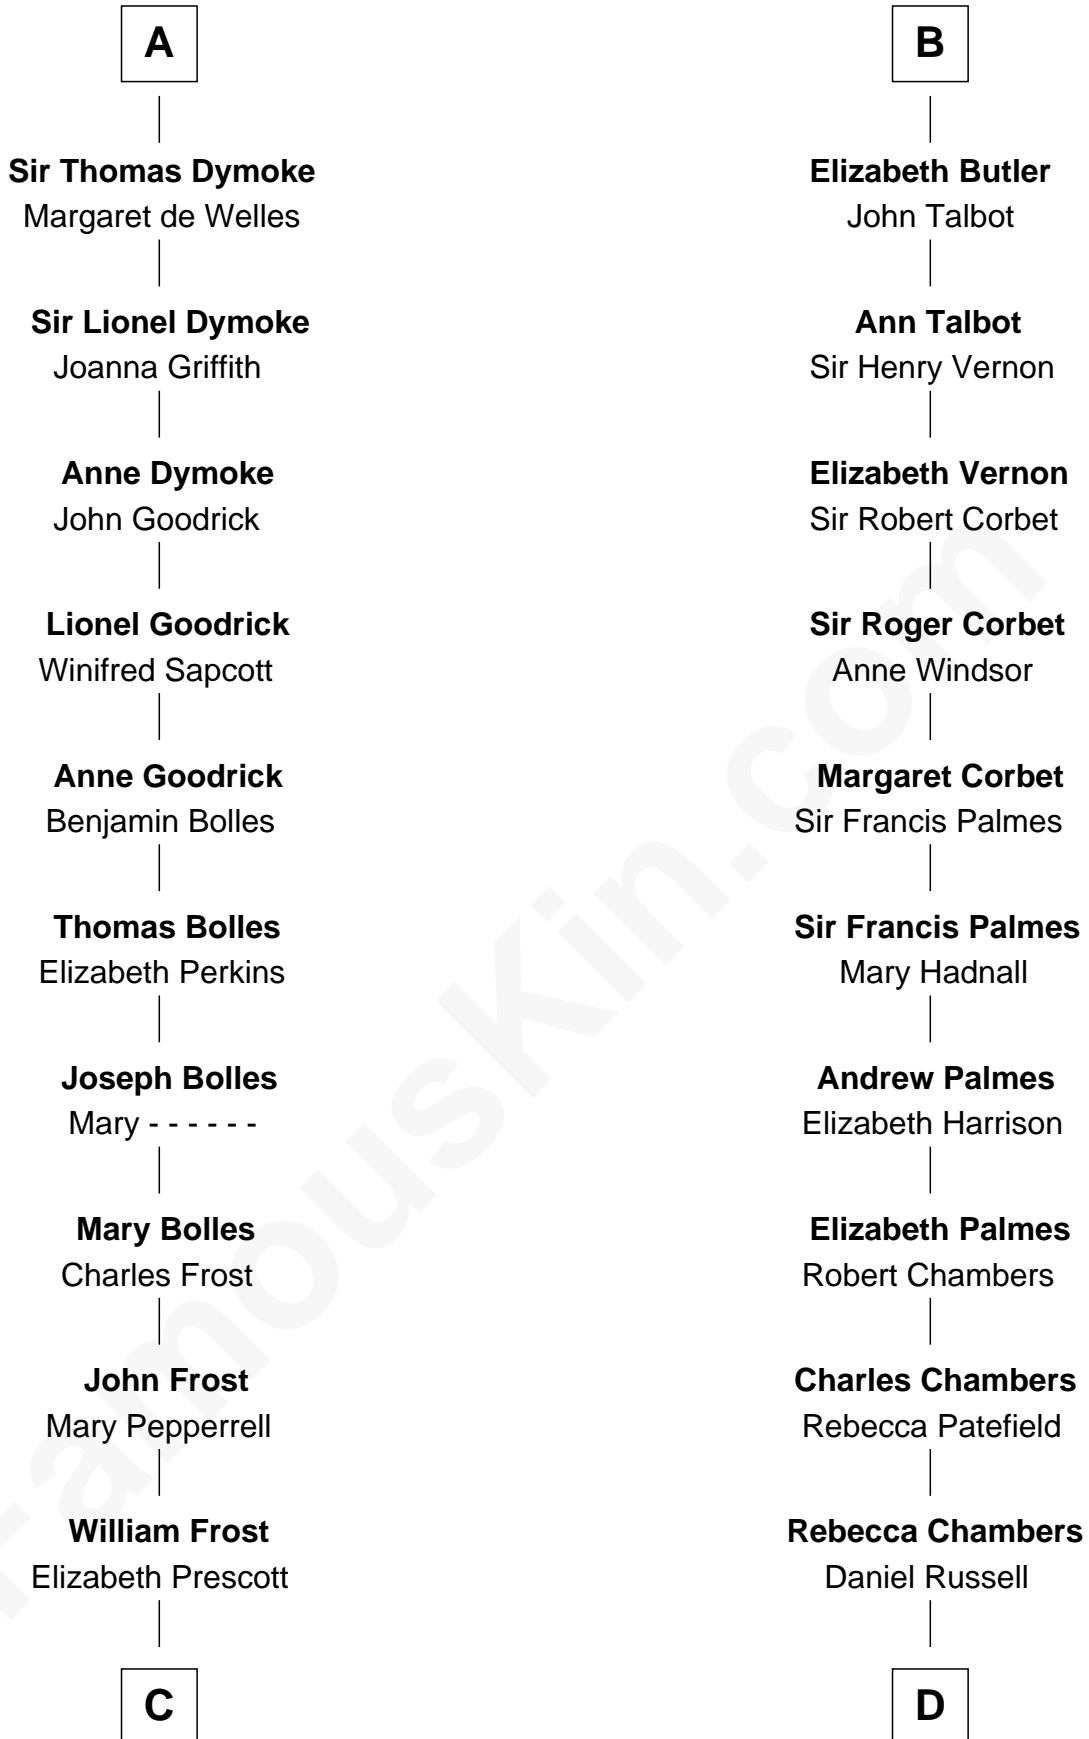 A
Sir Thomas Dymoke
Margaret de Welles
Sir Lionel Dymoke
Joanna Griffith
Anne Dymoke
John Goodrick
Lionel Goodrick
Winifred Sapcott
Anne Goodrick
Benjamin Bolles
Thomas Bolles
Elizabeth Perkins
Joseph Bolles
Mary - - - - - -
Mary Bolles
Charles Frost
John Frost
Mary Pepperrell
William Frost
Elizabeth Prescott
C
B
Elizabeth Butler
John Talbot
Ann Talbot
Sir Henry Vernon
Elizabeth Vernon
Sir Robert Corbet
Sir Roger Corbet
Anne Windsor
Margaret Corbet
Sir Francis Palmes
Sir Francis Palmes
Mary Hadnall
Andrew Palmes
Elizabeth Harrison
Elizabeth Palmes
Robert Chambers
Charles Chambers
Rebecca Patefield
Rebecca Chambers
Daniel Russell
D
FamousKin.com